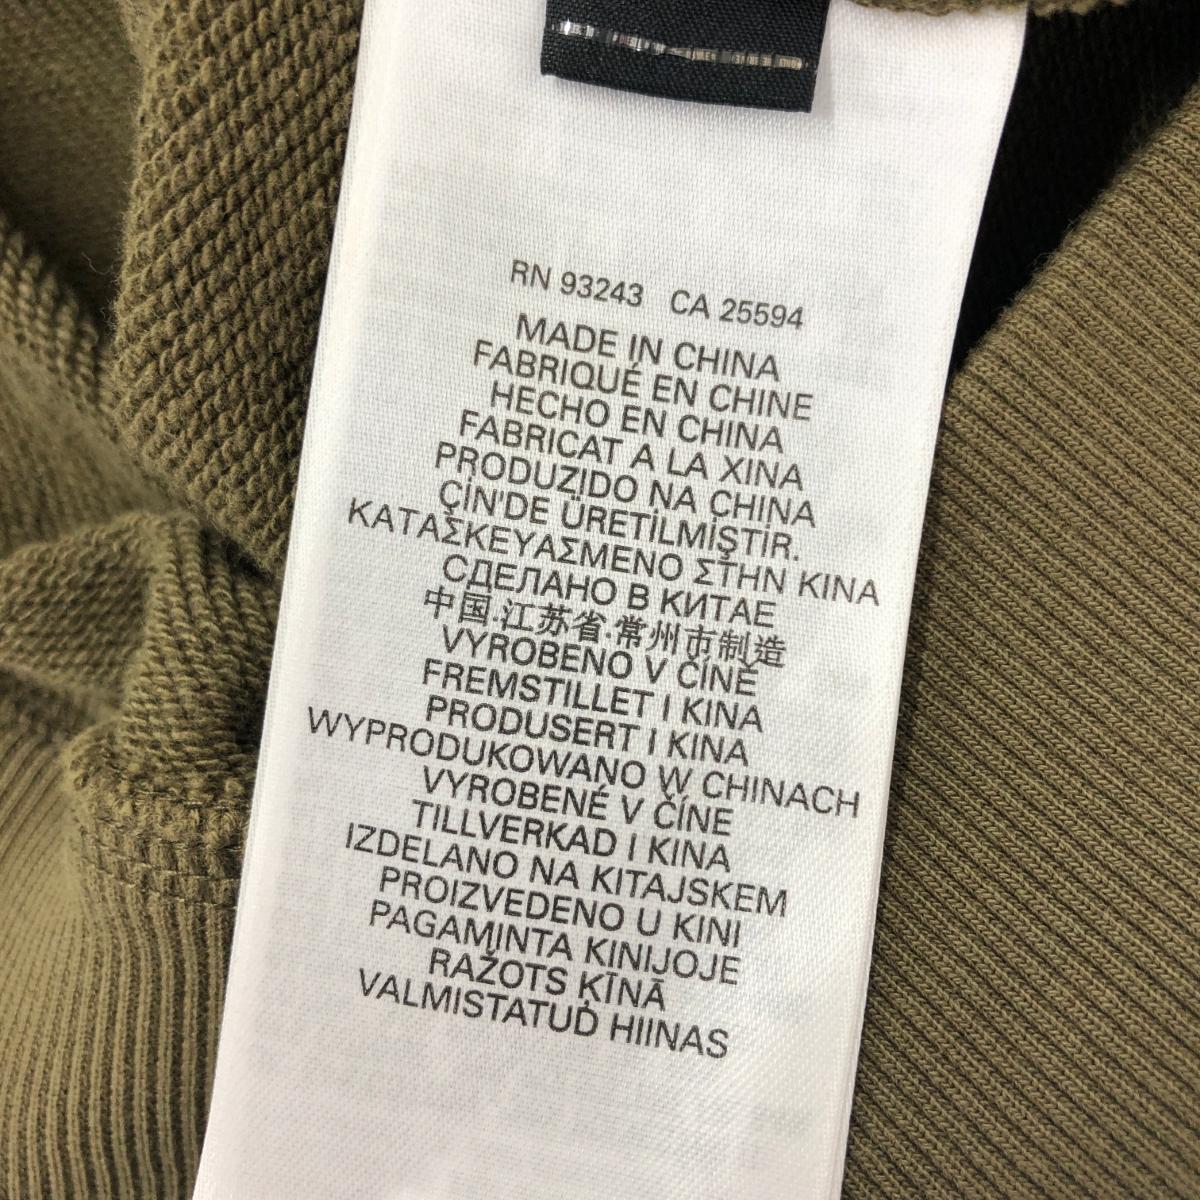 RN 93243 CA 25594
MADE IN CHINA
FABRIQUÉ EN CHINE
HECHO EN CHINA
FABRICAT A LA XINA
PRODUZIDO NA CHINA
ÇİN'DE ÜRETİLMİŞTİR.
ΚΑΤΑΣΚΕΥΑΣΜΕΝΟ ΣΤΗΝ ΚΙΝΑ
СДЕЛАНО В КИТАЕ
中国.江苏省.常州市制造
VYROBENO V ČÍNĚ
FREMSTILLET I KINA
PRODUSERT I KINA
WYPRODUKOWANO W CHINACH
VYROBENÉ V ČÍNE
TILLVERKAD I KINA
IZDELANO NA KITAJSKEM
PROIZVEDENO U KINI
PAGAMINTA KINIJOJE
RAŽOTS ĶĪNĀ
VALMISTATUD HIINAS